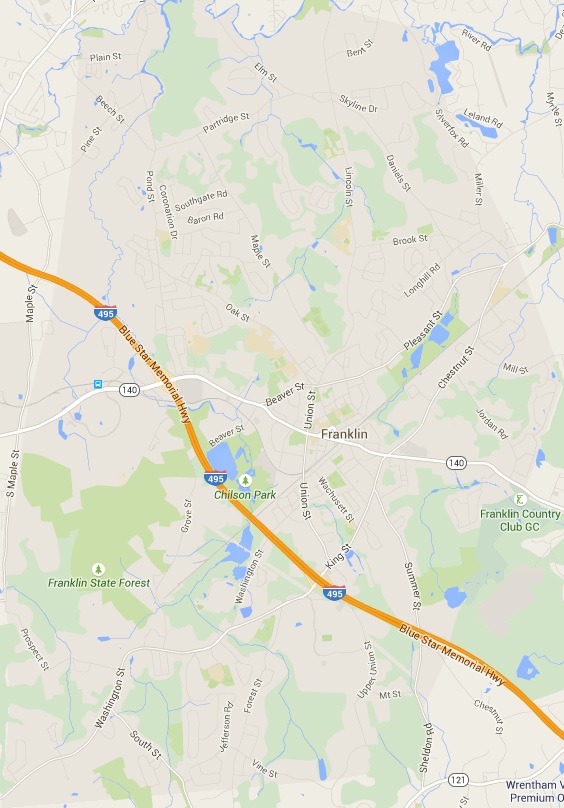 River Rd
Plain St
Bent St
De
Elm St
Beech St
Skyline Dr
Myrtle St
Leland Rd
Partridge St
Silverfox Rd
Pine St
Pond St
Coronation Dr
Southgate Rd
Lincoln St
Daniels St
Miller St
Baron Rd
Maple St
Brook St
Longhill Rd
Maple St
495
Oak St
Pleasant St
Blue Star Memorial Hwy
Chestnut St
Mill St
140
Beaver St
Union St
Jordan Rd
Beaver St
Franklin
140
S Maple St
495
Chilson Park
Union St
Wachusett St
Grove St
Franklin Country
Club GC
King St
Washington St
Franklin State Forest
Summer St
495
Blue Star Memorial Hwy
Prospect St
Washington St
Upper Union St
Mt St
Forest St
Chestnut St
Jefferson Rd
South St
Sheldon Rd
Vine St
121
St
Wrentham V
Premium O